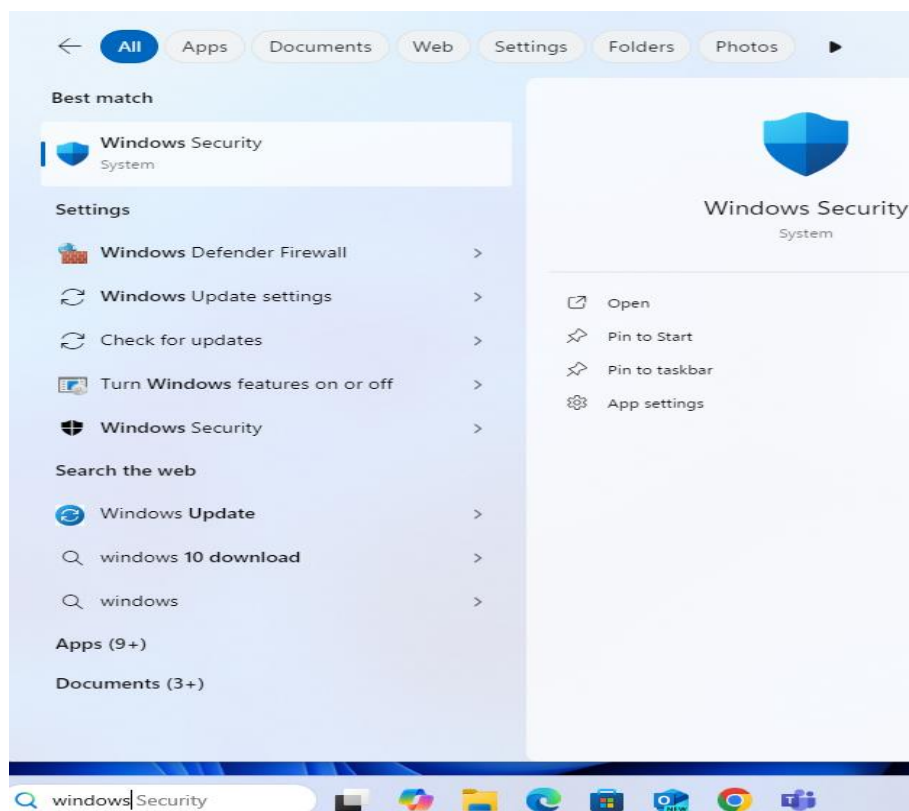 All Apps Documents Web Settings Folders Photos
Best match
Windows Security
System
Settings
Windows Defender Firewall
Windows Update settings
Check for updates
Turn Windows features on or off
Windows Security
Search the web
Windows Update
windows 10 download
windows
Apps (9+)
Documents (3+)
Windows Security
System
Open
Pin to Start
Pin to taskbar
App settings
windows Security
NEW